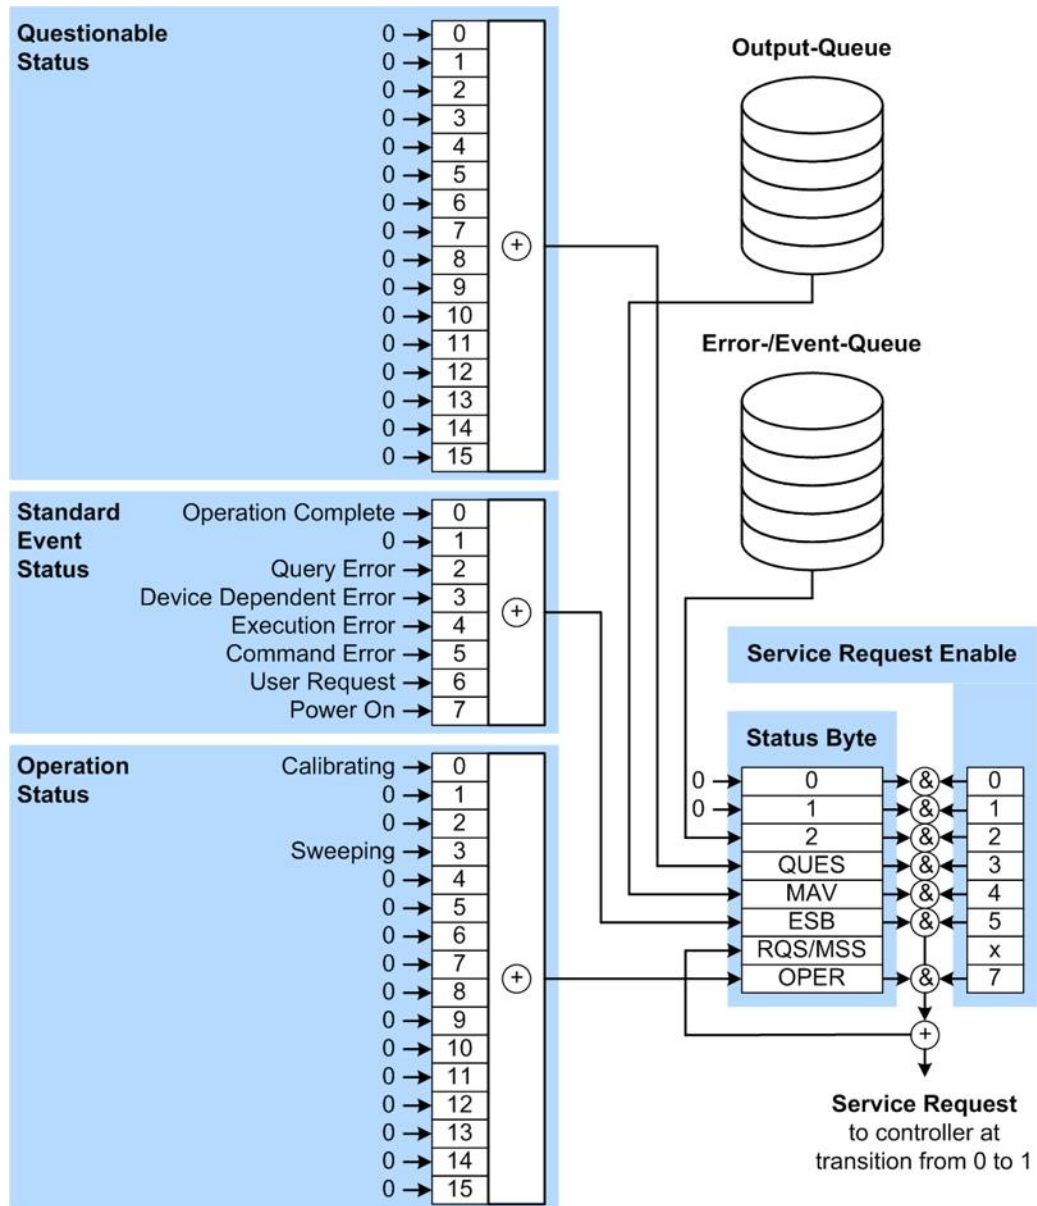 Questionable
Status
0 0
0 1
0 2
0 3
0 4
0 5
0 6
0 7
0 8
0 9
0 10
0 11
0 12
0 13
0 14
0 15
+
Output-Queue
Error-/Event-Queue
Standard
Event
Status
Operation Complete 0
0 1
Query Error 2
Device Dependent Error 3
Execution Error 4
Command Error 5
User Request 6
Power On 7
+
Operation
Status
Calibrating 0
0 1
0 2
Sweeping 3
0 4
0 5
0 6
0 7
0 8
0 9
0 10
0 11
0 12
0 13
0 14
0 15
+
Service Request Enable
Status Byte
0 0 & 0
0 1 & 1
2 & 2
QUES & 3
MAV & 4
ESB & 5
RQS/MSS x
OPER & 7
+
Service Request
to controller at
transition from 0 to 1